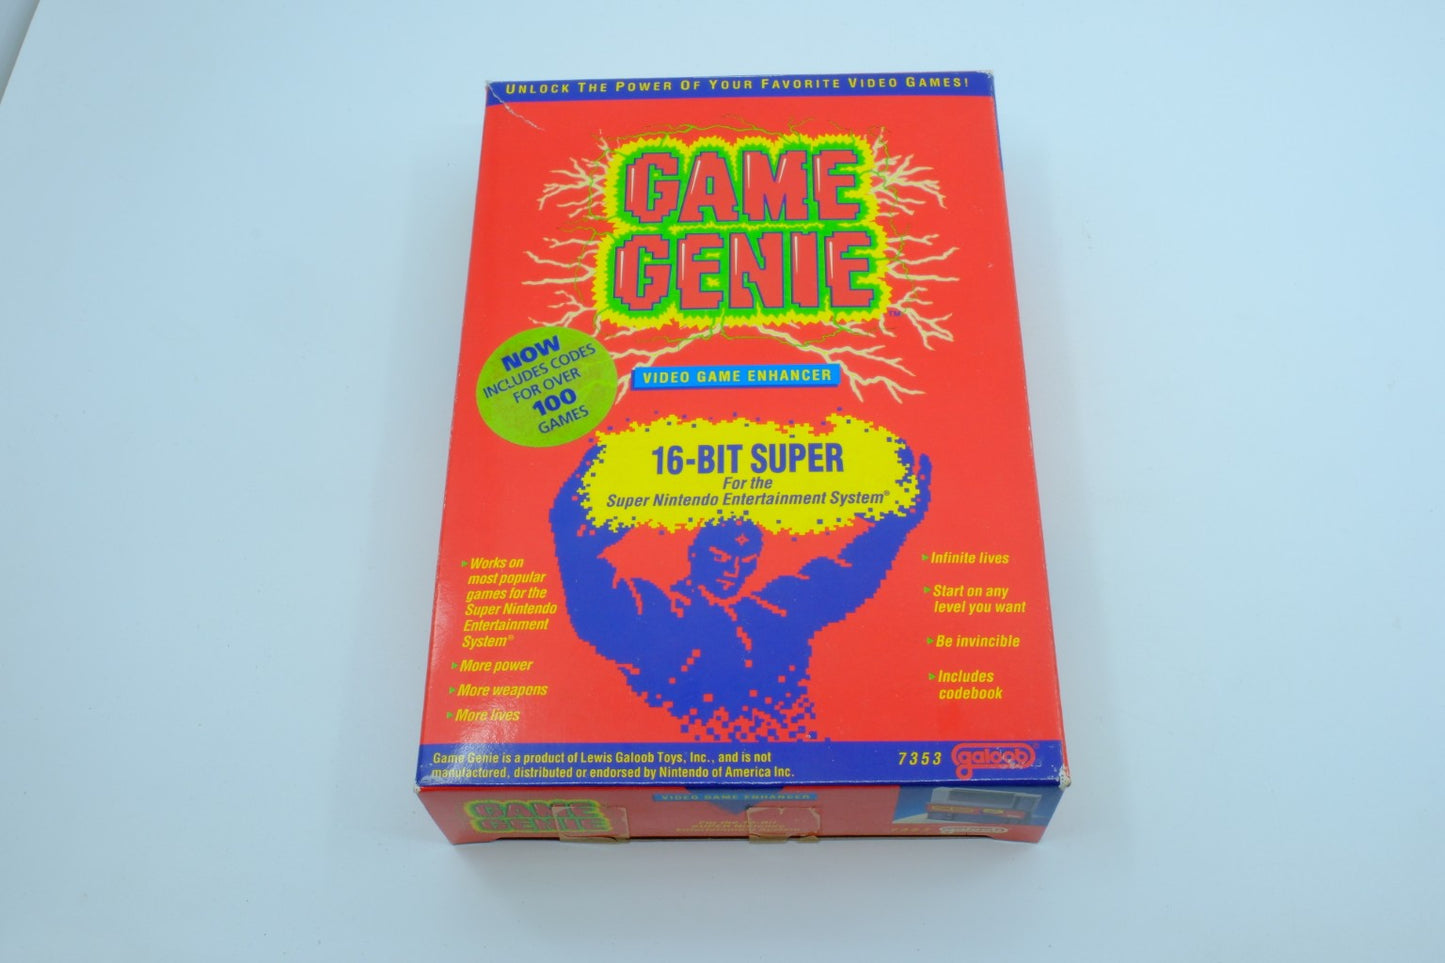 UNLOCK THE POWER OF YOUR FAVORITE VIDEO GAMES!
GAME
GENIE
TM
NOW
INCLUDES CODES
FOR OVER
100
GAMES
VIDEO GAME ENHANCER
16-BIT SUPER
For the
Super Nintendo Entertainment System®
Works on
most popular
games for the
Super Nintendo
Entertainment
System®
More power
More weapons
More lives
Infinite lives
Start on any
level you want
Be invincible
Includes
codebook
Game Genie is a product of Lewis Galoob Toys, Inc., and is not
manufactured, distributed or endorsed by Nintendo of America Inc.
7353
galoob
GAME
GENIE
VIDEO GAME ENHANCER
7353
galoob